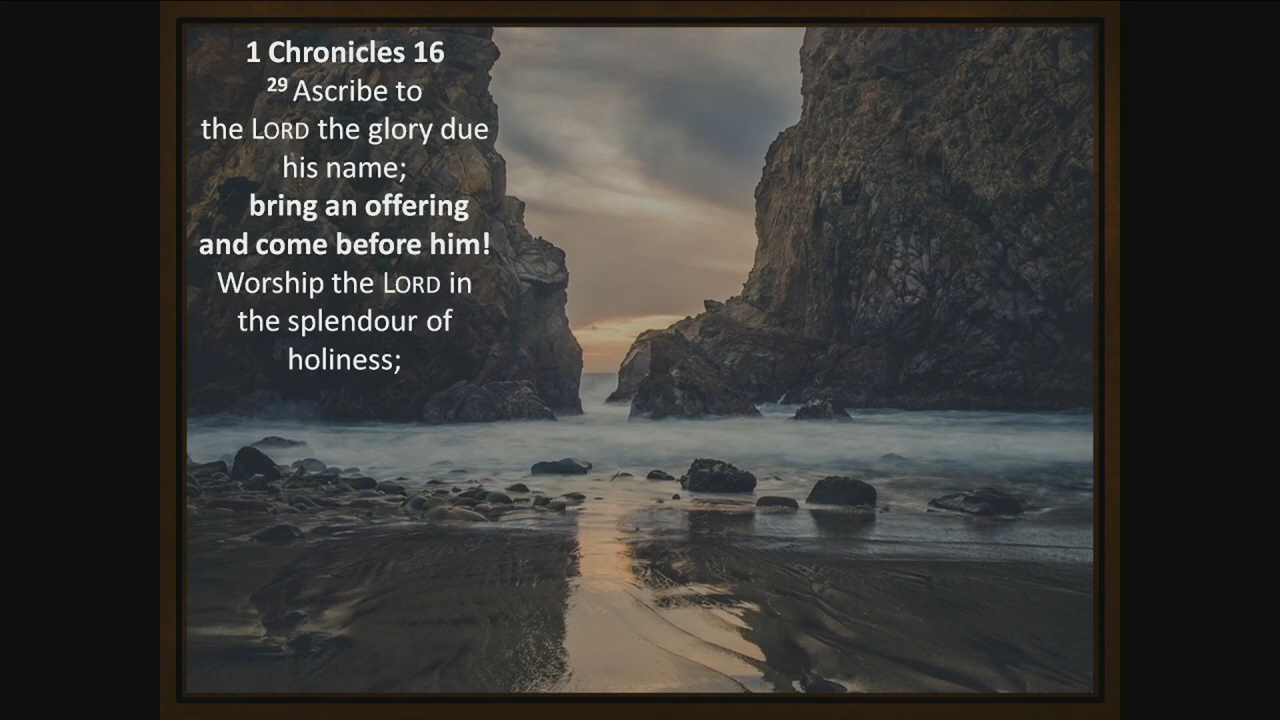 1 Chronicles 16
29 Ascribe to
the LORD the glory due
his name;
bring an offering
and come before him!
Worship the LORD in
the splendour of
holiness;